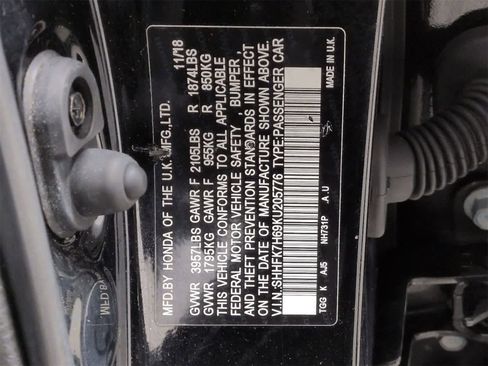 MFD.BY HONDA OF THE U.K. MFG.,LTD. 11/18
GVWR 3957LBS GAWR F 2105LBS R 1874LBS
GVWR 1795KG GAWR F 955KG R 850KG
THIS VEHICLE CONFORMS TO ALL APPLICABLE
FEDERAL MOTOR VEHICLE SAFETY, BUMPER,
AND THEFT PREVENTION STANDARDS IN EFFECT
ON THE DATE OF MANUFACTURE SHOWN ABOVE.
V.I.N.:SHHFK7H69KU205776 TYPE:PASSENGER CAR
TGG K AJ5 NH731P A.U MADE IN U.K.